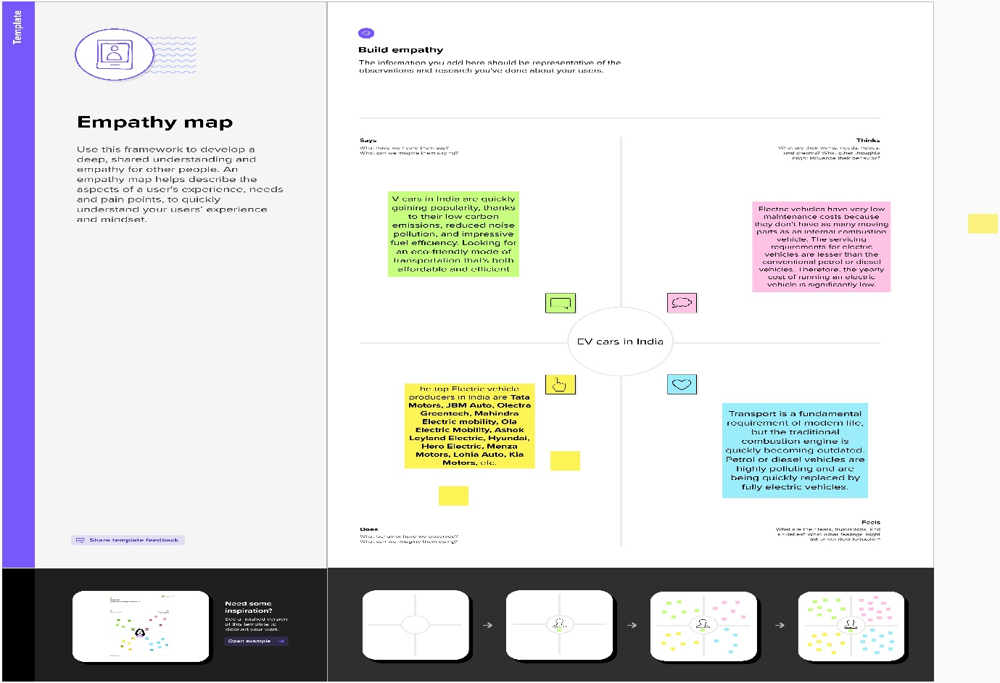 Template
Empathy map
Use this framework to develop a
deep, shared understanding and
empathy for other people. An
empathy map helps describe the
aspects of a user's experience, needs
and pain points, to quickly
understand your users' experience
and mindset.
Share template feedback
Build empathy
The information you add here should be representative of the
observations and research you've done about your users.
Says
What have we heard them say?
What can we imagine them saying?
Thinks
What are their wants, needs, hopes,
and dreams? What other thoughts
might influence their behavior?
V cars in India are quickly
gaining popularity, thanks
to their low carbon
emissions, reduced noise
pollution, and impressive
fuel efficiency. Looking for
an eco-friendly mode of
transportation that's both
affordable and efficient
Electric vehicles have very low
maintenance costs because
they don't have as many moving
parts as an internal combustion
vehicle. The servicing
requirements for electric
vehicles are lesser than the
conventional petrol or diesel
vehicles. Therefore, the yearly
cost of running an electric
vehicle is significantly low.
EV cars in India
he top Electric vehicle
producers in India are Tata
Motors, JBM Auto, Olectra
Greentech, Mahindra
Electric mobility, Ola
Electric Mobility, Ashok
Leyland Electric, Hyundai,
Hero Electric, Menza
Motors, Lohia Auto, Kia
Motors, etc.
Transport is a fundamental
requirement of modern life,
but the traditional
combustion engine is
quickly becoming outdated.
Petrol or diesel vehicles are
highly polluting and are
being quickly replaced by
fully electric vehicles.
Does
What behavior have we observed?
What can we imagine them doing?
Feels
What are their fears, frustrations, and
anxieties? What other feelings might
influence their behavior?
Need some
inspiration?
See a finished version
of this template to
kickstart your work.
Open example